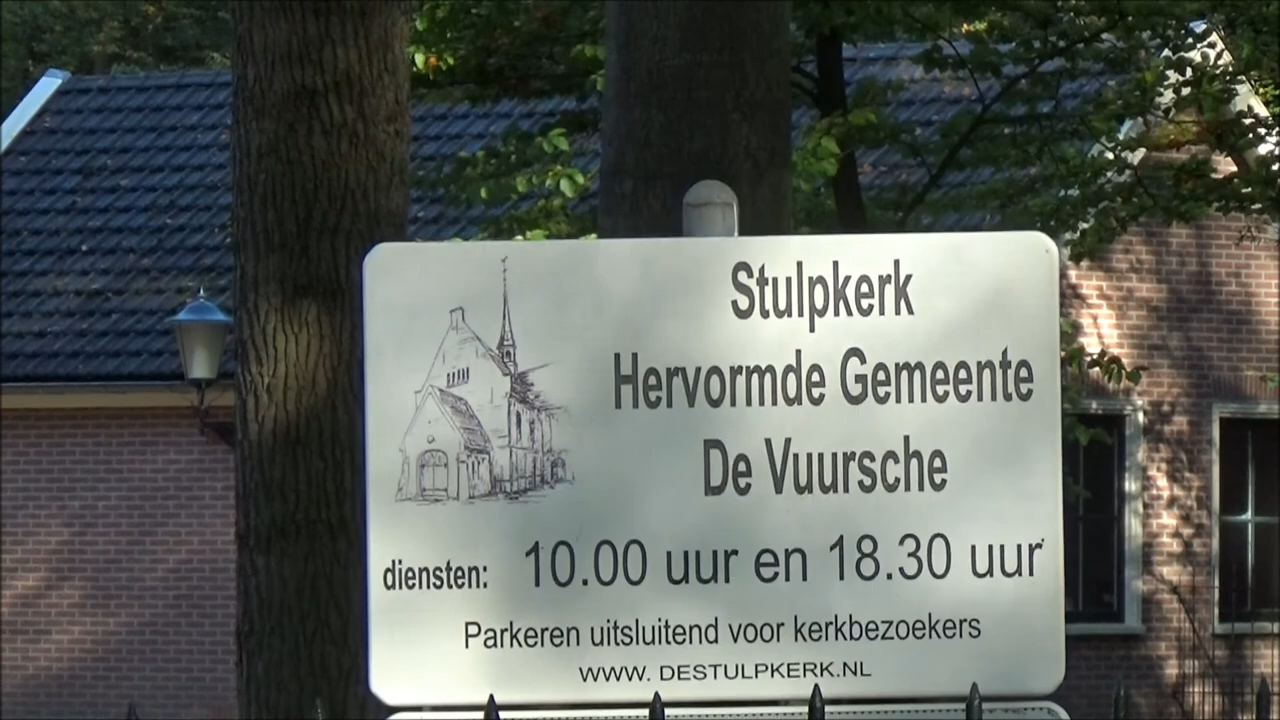 Stulpkerk
Hervormde Gemeente
De Vuursche
diensten: 10.00 uur en 18.30 uur
Parkeren uitsluitend voor kerkbezoekers
WWW. DESTULPKERK.NL